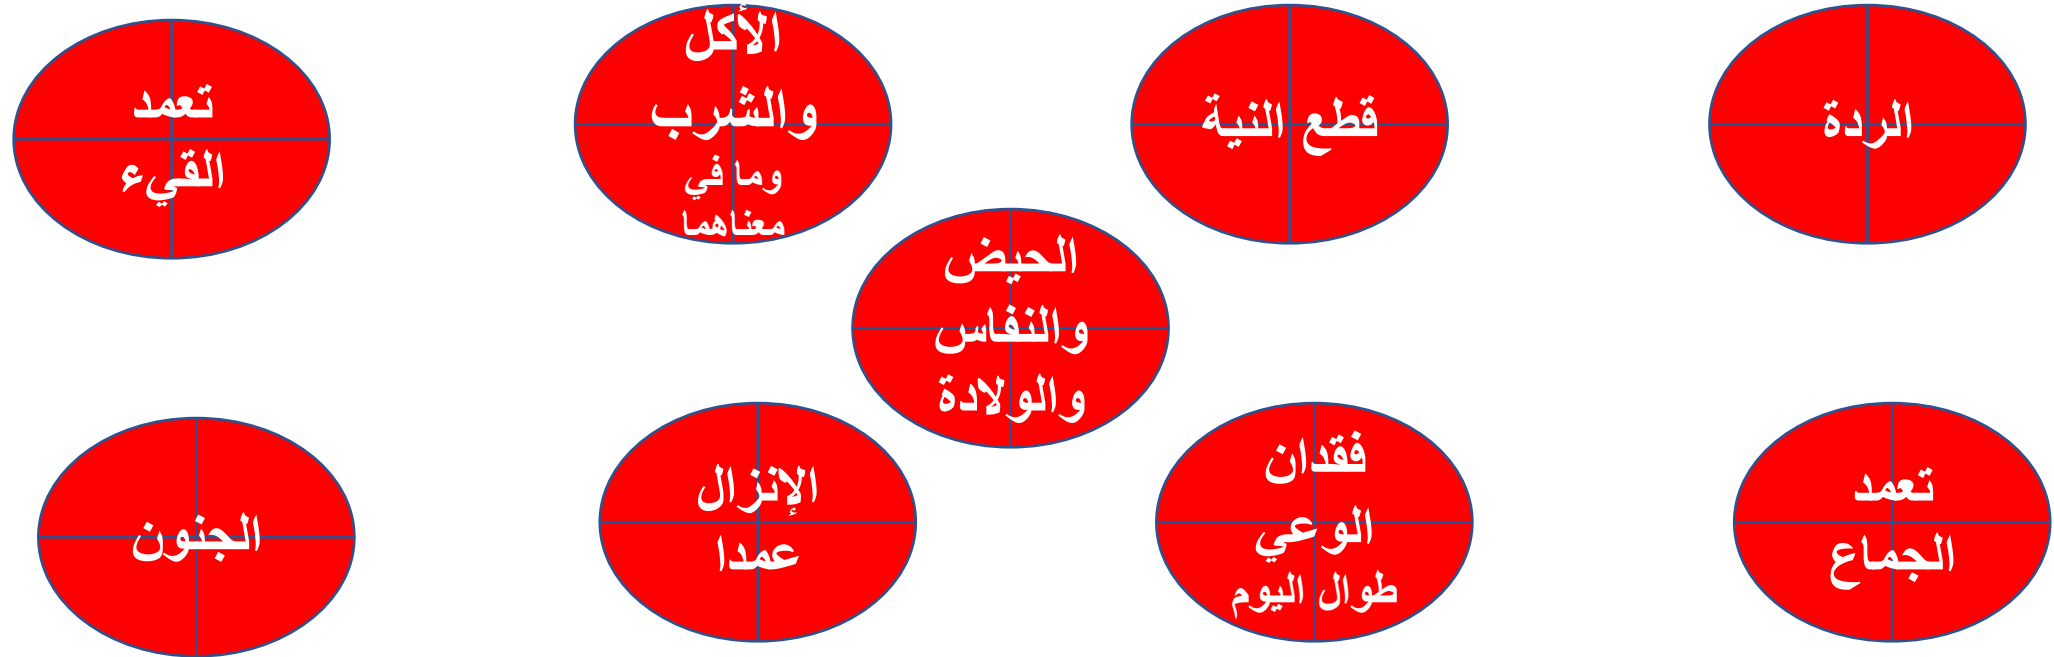 الردة
قطع النية
الأكل
والشرب
وما في
معناهما
تعمد
القيء
الحيض
والنفاس
والولادة
تعمد
الجماع
فقدان
الوعي
طوال اليوم
الإنزال
عمدا
الجنون